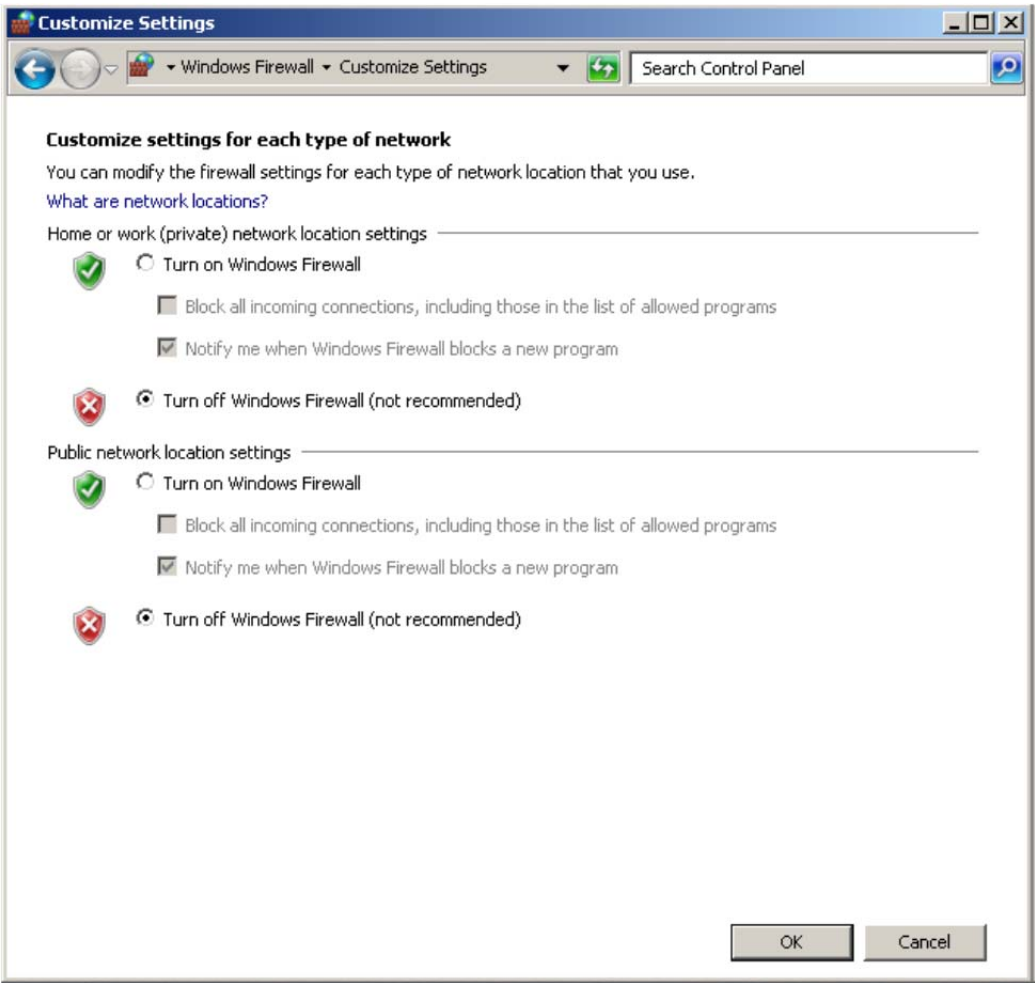 Customize Settings
Windows Firewall Customize Settings
Search Control Panel
Customize settings for each type of network
You can modify the firewall settings for each type of network location that you use.
What are network locations?
Home or work (private) network location settings
Turn on Windows Firewall
Block all incoming connections, including those in the list of allowed programs
Notify me when Windows Firewall blocks a new program
Turn off Windows Firewall (not recommended)
Public network location settings
Turn on Windows Firewall
Block all incoming connections, including those in the list of allowed programs
Notify me when Windows Firewall blocks a new program
Turn off Windows Firewall (not recommended)
OK Cancel